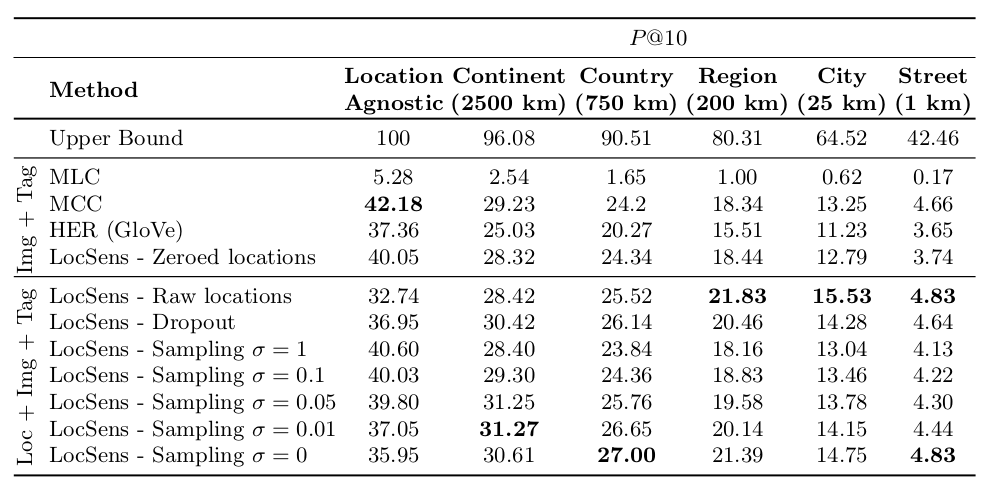 P@10
Method Location Agnostic Continent (2500 km) Country (750 km) Region (200 km) City (25 km) Street (1 km)
Upper Bound 100 96.08 90.51 80.31 64.52 42.46
Img + Tag
MLC 5.28 2.54 1.65 1.00 0.62 0.17
MCC 42.18 29.23 24.2 18.34 13.25 4.66
HER (GloVe) 37.36 25.03 20.27 15.51 11.23 3.65
LocSens - Zeroed locations 40.05 28.32 24.34 18.44 12.79 3.74
Loc + Img + Tag
LocSens - Raw locations 32.74 28.42 25.52 21.83 15.53 4.83
LocSens - Dropout 36.95 30.42 26.14 20.46 14.28 4.64
LocSens - Sampling σ = 1 40.60 28.40 23.84 18.16 13.04 4.13
LocSens - Sampling σ = 0.1 40.03 29.30 24.36 18.83 13.46 4.22
LocSens - Sampling σ = 0.05 39.80 31.25 25.76 19.58 13.78 4.30
LocSens - Sampling σ = 0.01 37.05 31.27 26.65 20.14 14.15 4.44
LocSens - Sampling σ = 0 35.95 30.61 27.00 21.39 14.75 4.83